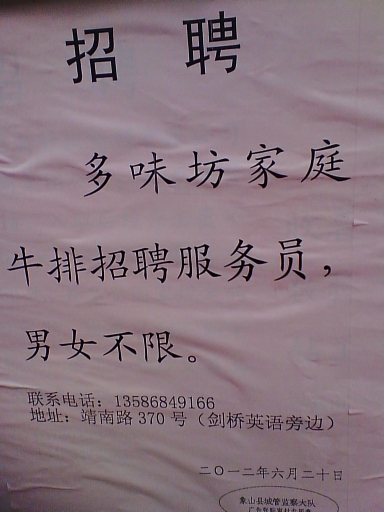 招聘
多味坊家庭
牛排招聘服务员，
男女不限。
联系电话：13586849166
地址：靖南路370号（剑桥英语旁边）
二〇一二年六月二十日
象山县城管监察大队